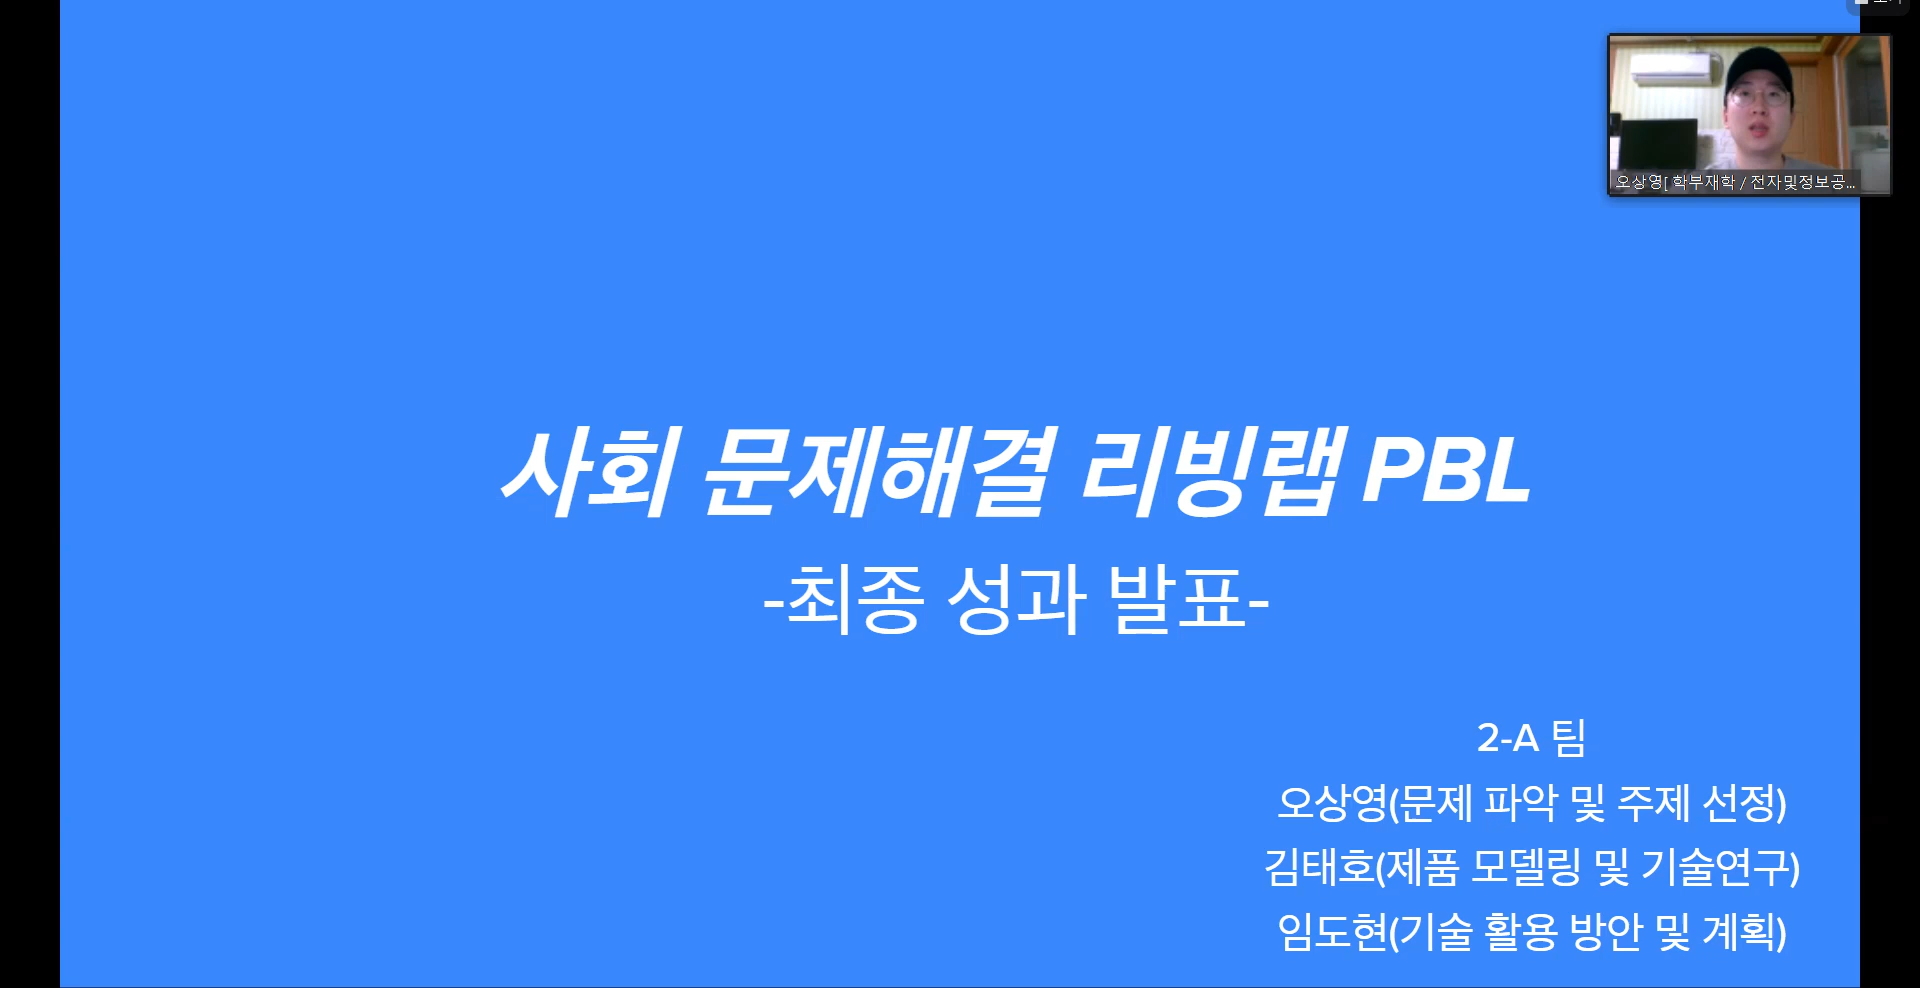 오상영[ 학부재학 / 전자및정보공...
사회 문제해결 리빙랩 PBL
-최종 성과 발표-
2-A 팀
오상영(문제 파악 및 주제 선정)
김태호(제품 모델링 및 기술연구)
임도현(기술 활용 방안 및 계획)